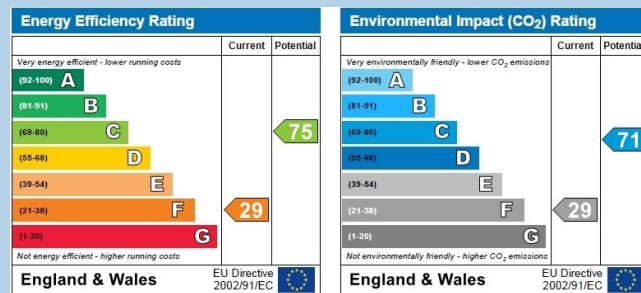 Energy Efficiency Rating
Current Potential
Very energy efficient - lower running costs
(92-100) A
(81-91) B
(69-80) C
75
(55-68) D
(39-54) E
(21-38) F
29
(1-20) G
Not energy efficient - higher running costs
England & Wales
EU Directive
2002/91/EC
Environmental Impact (CO₂) Rating
Current Potential
Very environmentally friendly - lower CO₂ emissions
(92-100) A
(81-91) B
(69-80) C
71
(55-68) D
(39-54) E
(21-38) F
29
(1-20) G
Not environmentally friendly - higher CO₂ emissions
England & Wales
EU Directive
2002/91/EC